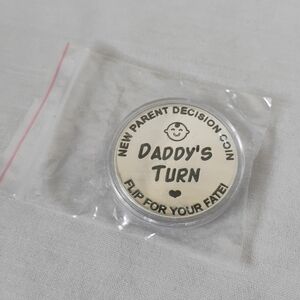 NEW PARENT DECISION COIN
DADDY'S
TURN
FLIP FOR YOUR FATE!